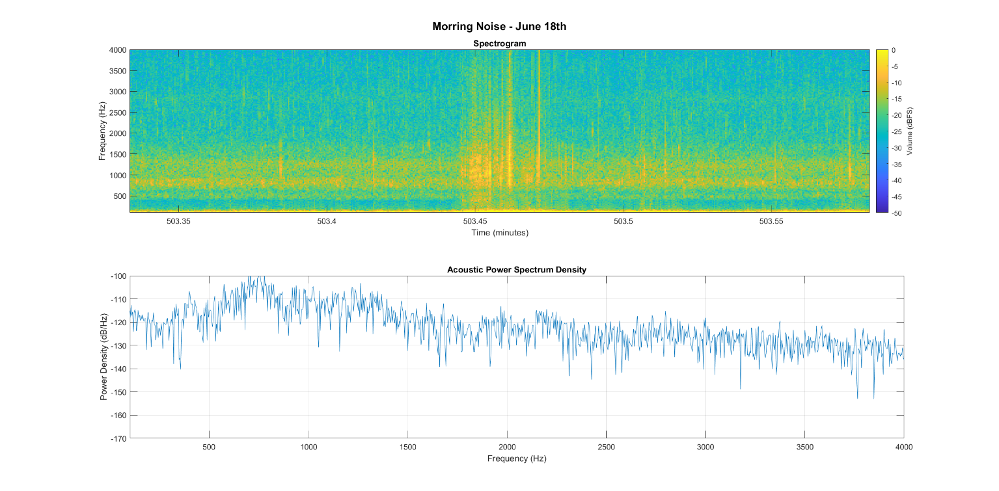 Morring Noise - June 18th
Spectrogram
4000
3500
3000
2500
2000
1500
1000
500
Frequency (Hz)
503.35 503.4 503.45 503.5 503.55
Time (minutes)
0
-5
-10
-15
-20
-25
-30
-35
-40
-45
-50
Volume (dBFS)
Acoustic Power Spectrum Density
-100
-110
-120
-130
-140
-150
-160
-170
Power Density (dB/Hz)
500 1000 1500 2000 2500 3000 3500 4000
Frequency (Hz)